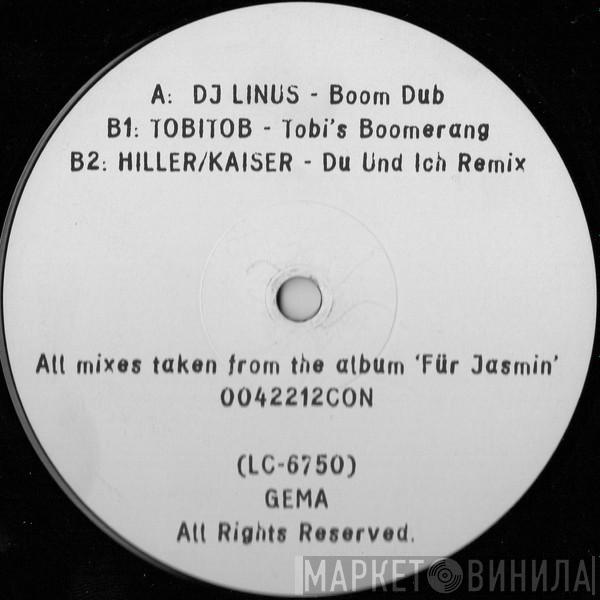 A: DJ LINUS - Boom Dub
B1: TOBITOB - Tobi's Boomerang
B2: HILLER/KAISER - Du Und Ich Remix
All mixes taken from the album 'Für Jasmin'
0042212CON
(LC-6750)
GEMA
All Rights Reserved.
МАРКЕТ ВИНИЛА